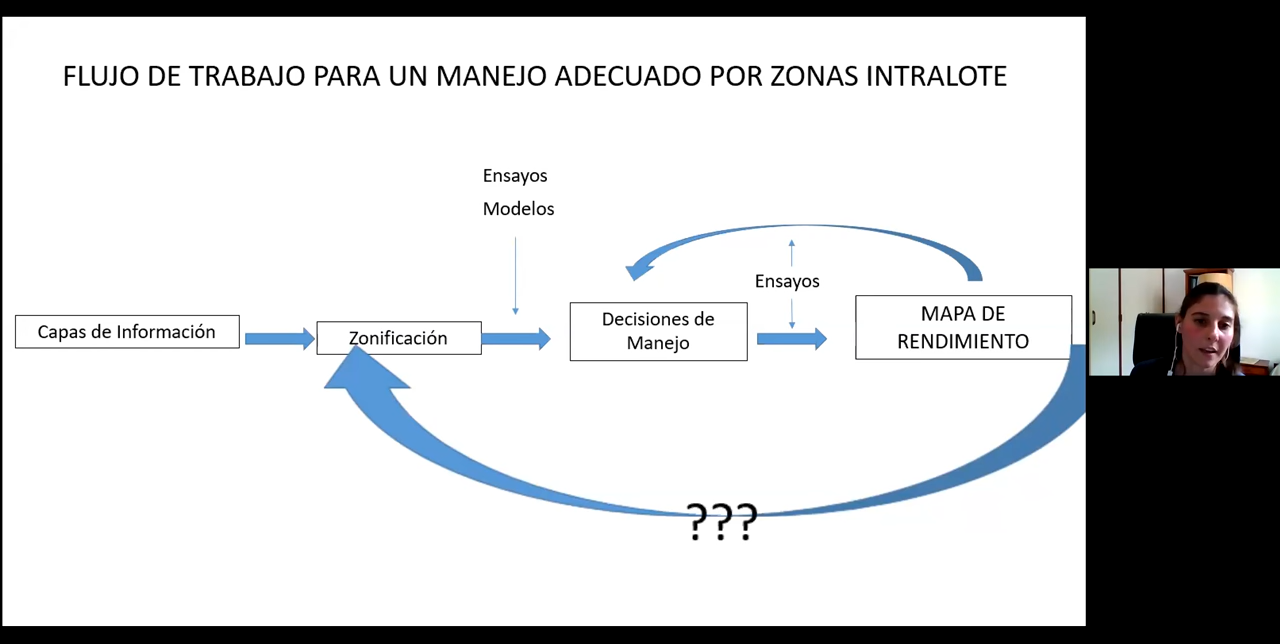 FLUJO DE TRABAJO PARA UN MANEJO ADECUADO POR ZONAS INTRALOTE
Ensayos
Modelos
Ensayos
Capas de Información
Zonificación
Decisiones de
Manejo
MAPA DE
RENDIMIENTO
???